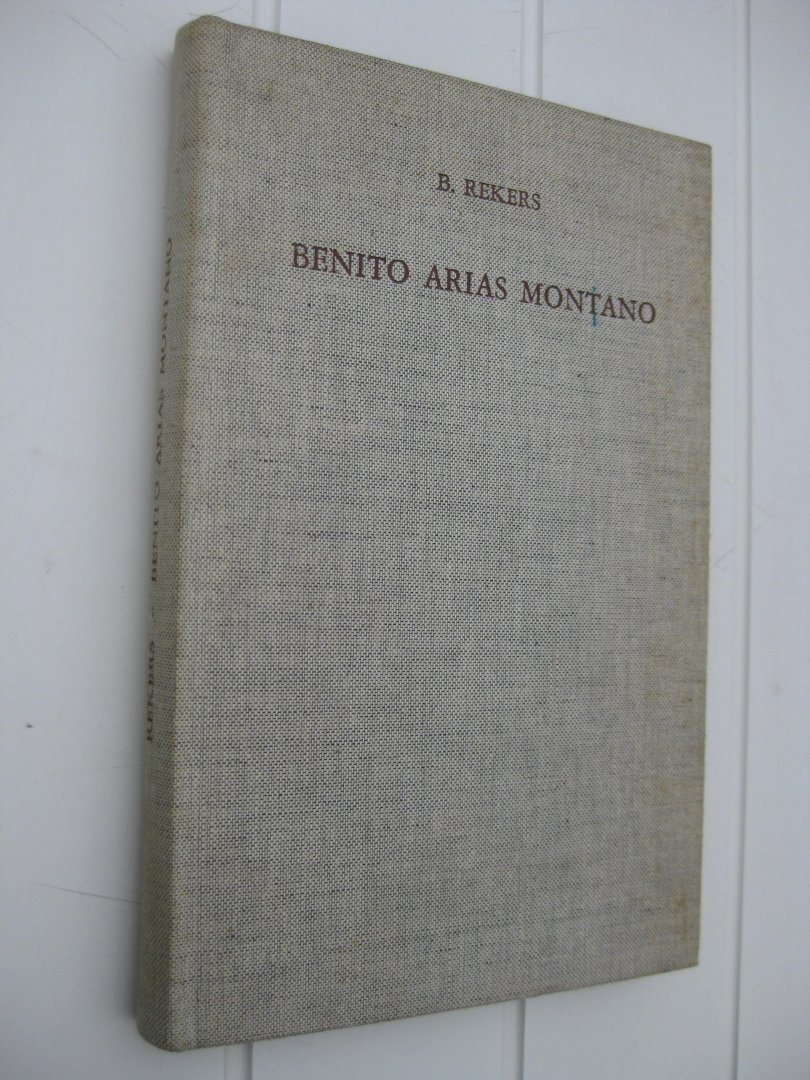 B. REKERS
BENITO ARIAS MONTANO
REKERS - BENITO ARIAS MONTANO